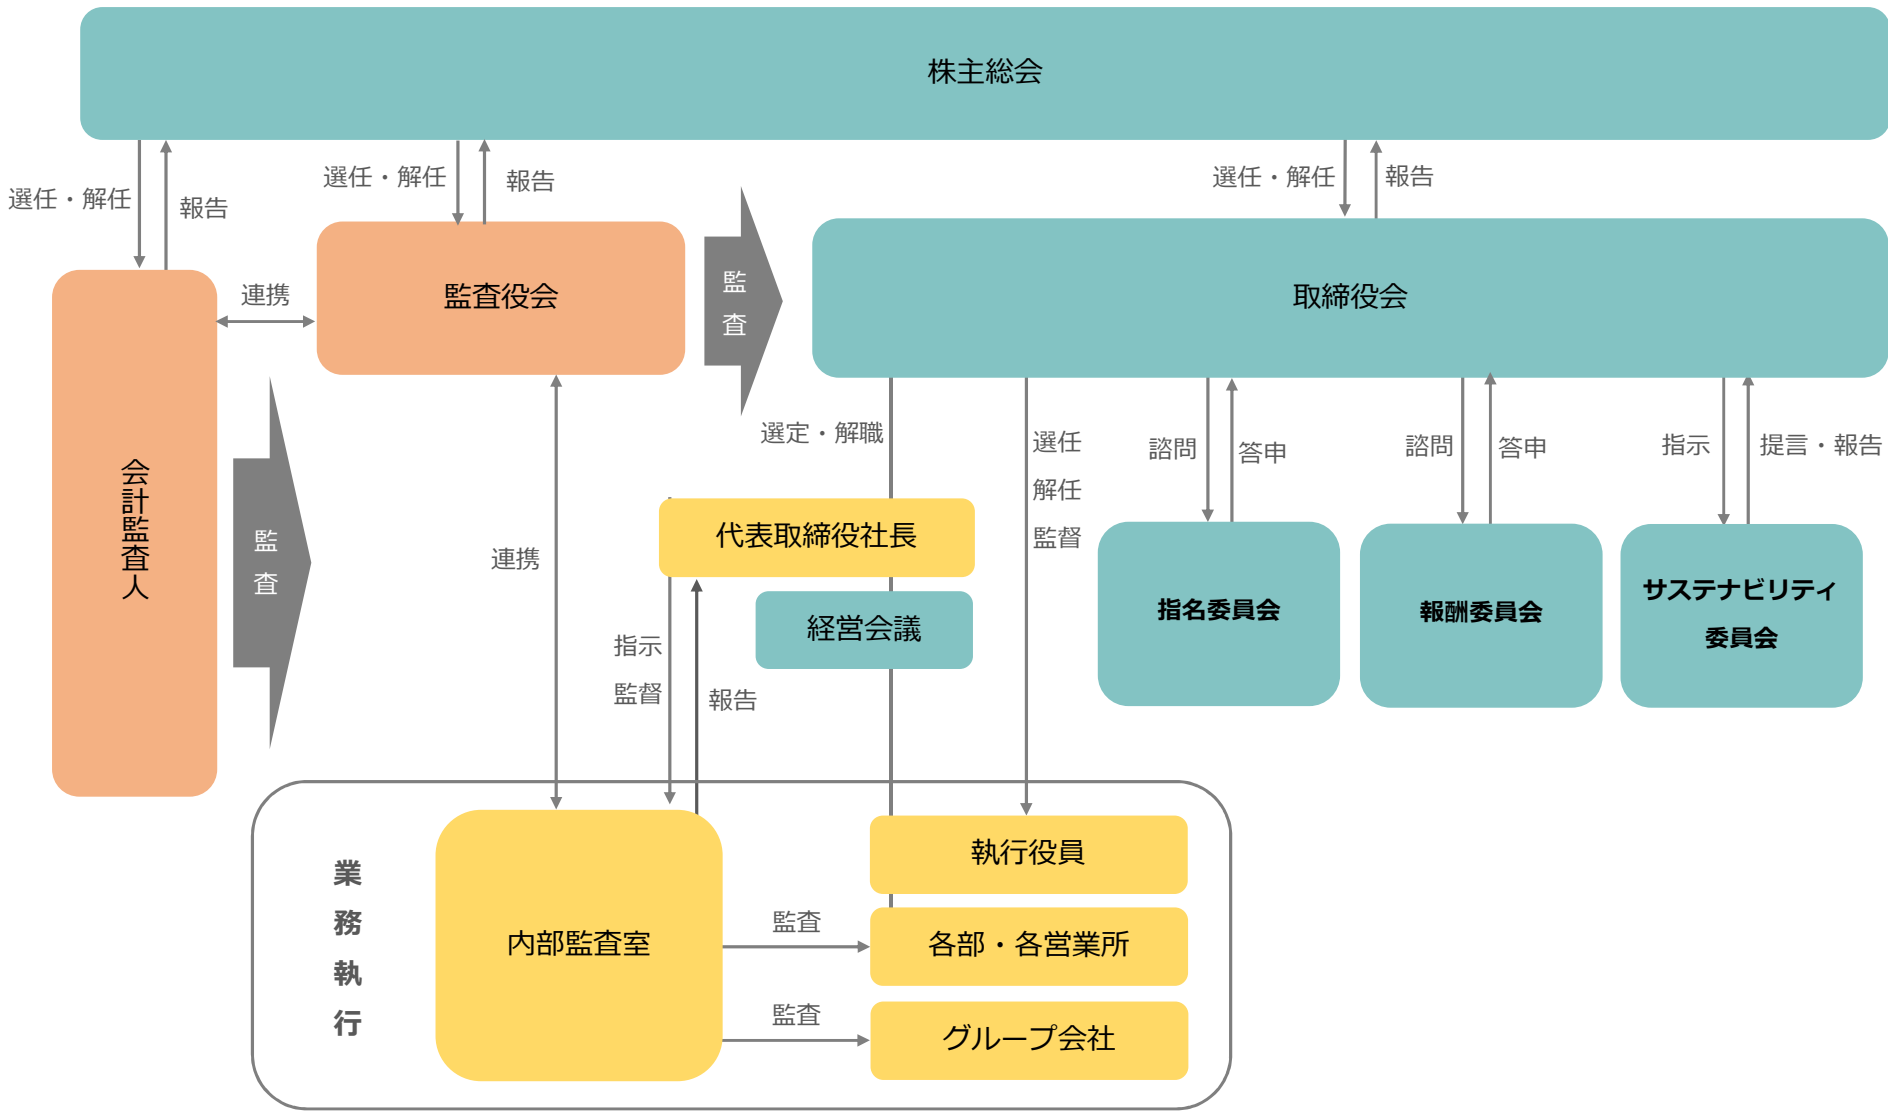 株主総会
選任・解任
報告
選任・解任
報告
選任・解任
報告
会計監査人
連携
監査役会
監
査
取締役会
監
査
連携
選定・解職
選任
解任
監督
諮問
答申
諮問
答申
指示
提言・報告
代表取締役社長
経営会議
指示
監督
報告
指名委員会
報酬委員会
サステナビリティ
委員会
業
務
執
行
内部監査室
執行役員
監査
各部・各営業所
監査
グループ会社